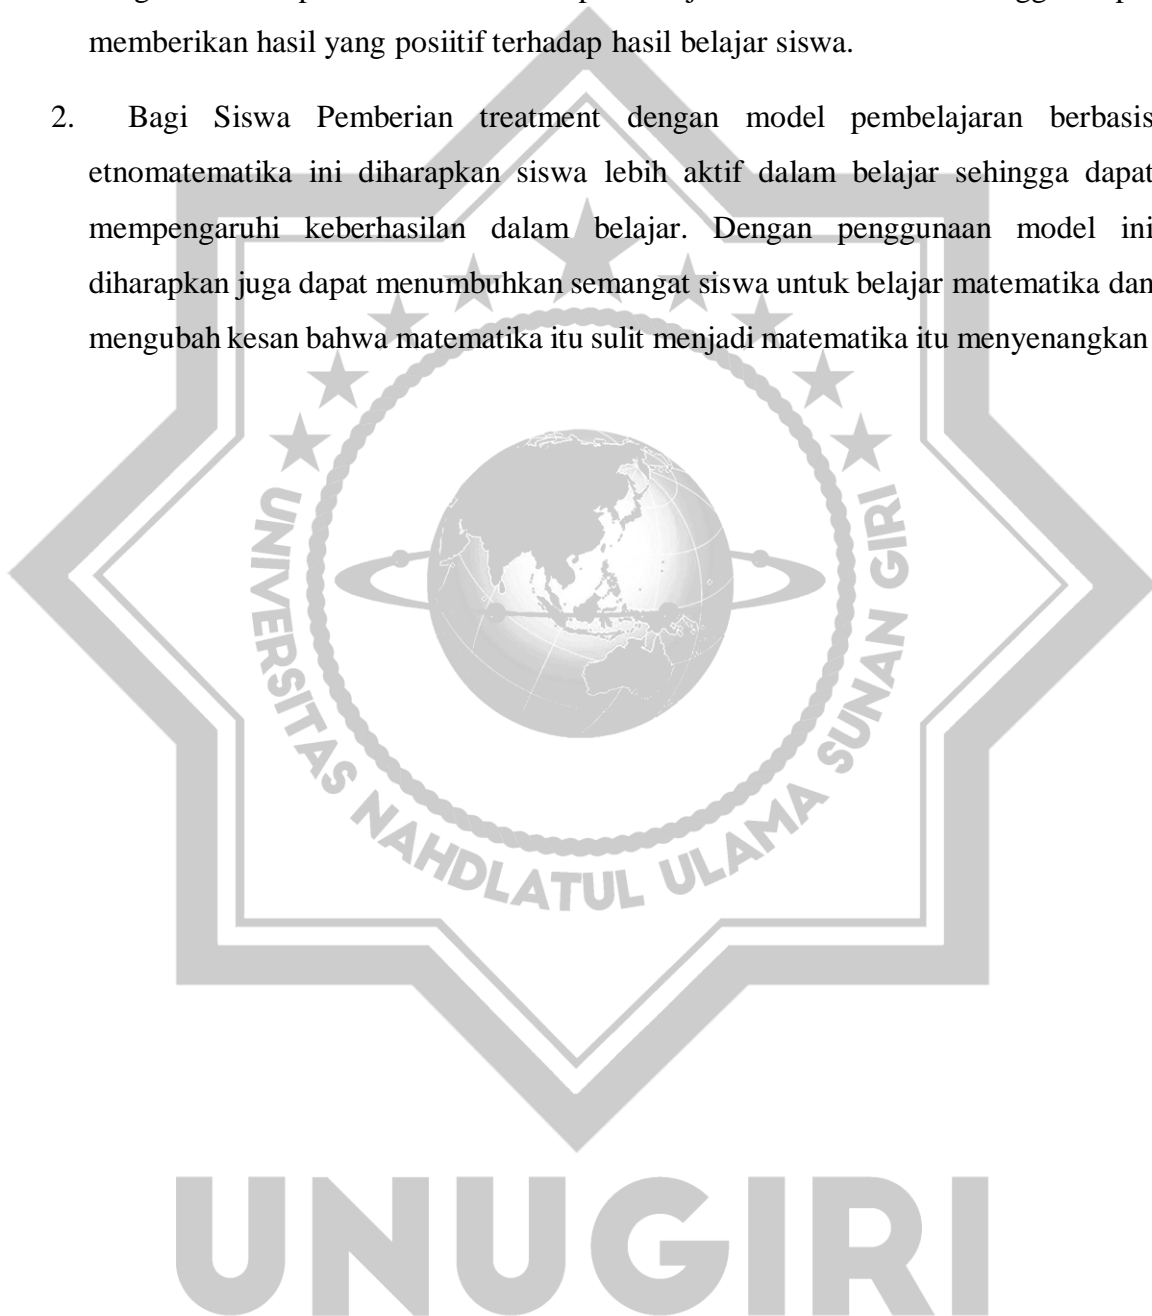 memberikan hasil yang posiitif terhadap hasil belajar siswa.
2. Bagi Siswa Pemberian treatment dengan model pembelajaran berbasis
etnomatematika ini diharapkan siswa lebih aktif dalam belajar sehingga dapat
mempengaruhi keberhasilan dalam belajar. Dengan penggunaan model ini
diharapkan juga dapat menumbuhkan semangat siswa untuk belajar matematika dan
mengubah kesan bahwa matematika itu sulit menjadi matematika itu menyenangkan
UNIVERSITAS NAHDLATUL ULAMA SUNAN GIRI
UNUGIRI